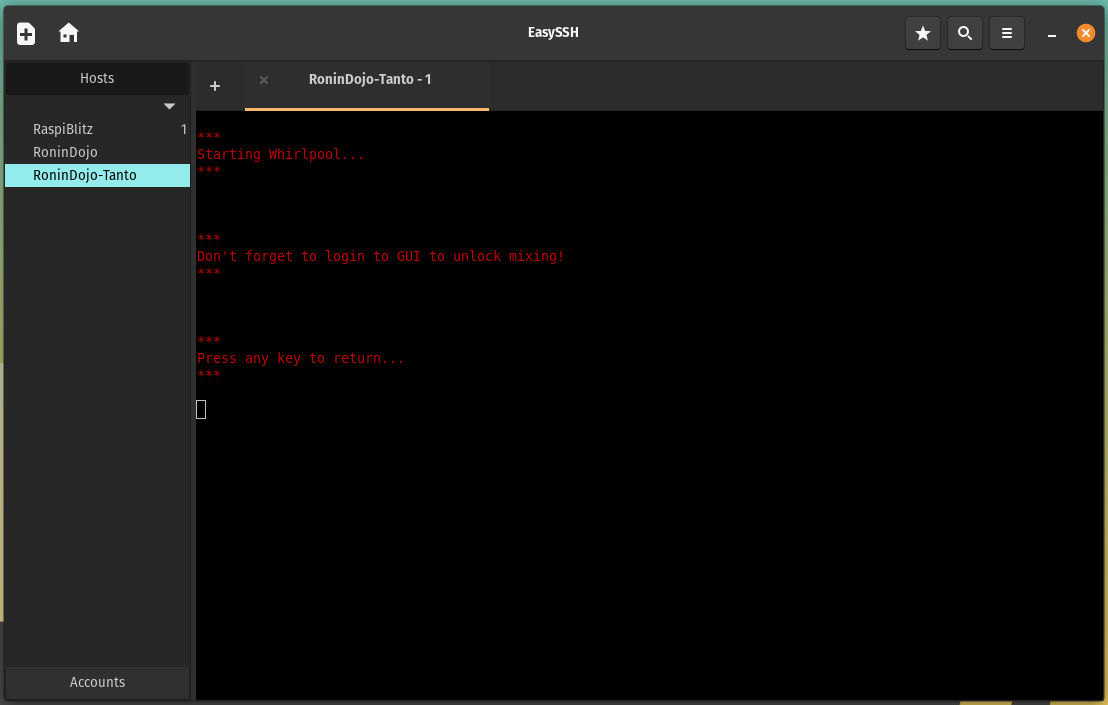 EasySSH
Hosts
RaspiBlitz 1
RoninDojo
RoninDojo-Tanto
Accounts
+ × RoninDojo-Tanto - 1
***
Starting Whirlpool...
***
***
Don't forget to login to GUI to unlock mixing!
***
***
Press any key to return...
***